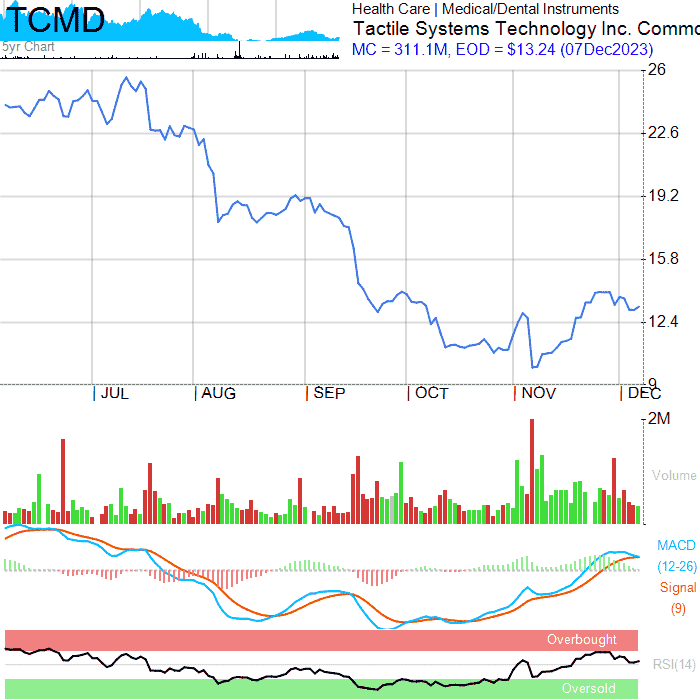 TCMD
5yr Chart
Health Care | Medical/Dental Instruments
Tactile Systems Technology Inc. Commo
MC = 311.1M, EOD = $13.24 (07Dec2023)
26
22.6
19.2
15.8
12.4
9
JUL AUG SEP OCT NOV DEC
2M
Volume
MACD
(12-26)
Signal
(9)
Overbought
RSI(14)
Oversold